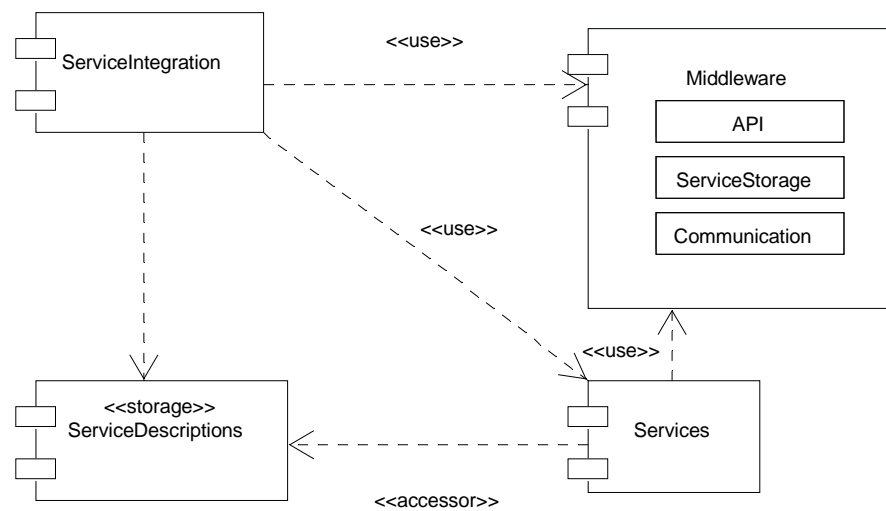 <<use>>
ServiceIntegration
Middleware
API
ServiceStorage
Communication
<<use>>
<<use>>
<<storage>>
ServiceDescriptions
Services
<<accessor>>